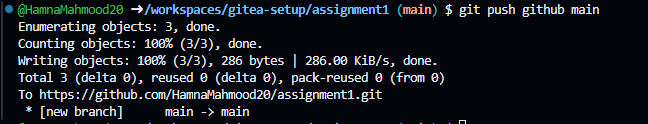 @HamnaMahmood20 ➜/workspaces/gitea-setup/assignment1 (main) $ git push github main
Enumerating objects: 3, done.
Counting objects: 100% (3/3), done.
Writing objects: 100% (3/3), 286 bytes | 286.00 KiB/s, done.
Total 3 (delta 0), reused 0 (delta 0), pack-reused 0 (from 0)
To https://github.com/HamnaMahmood20/assignment1.git
 * [new branch]      main -> main